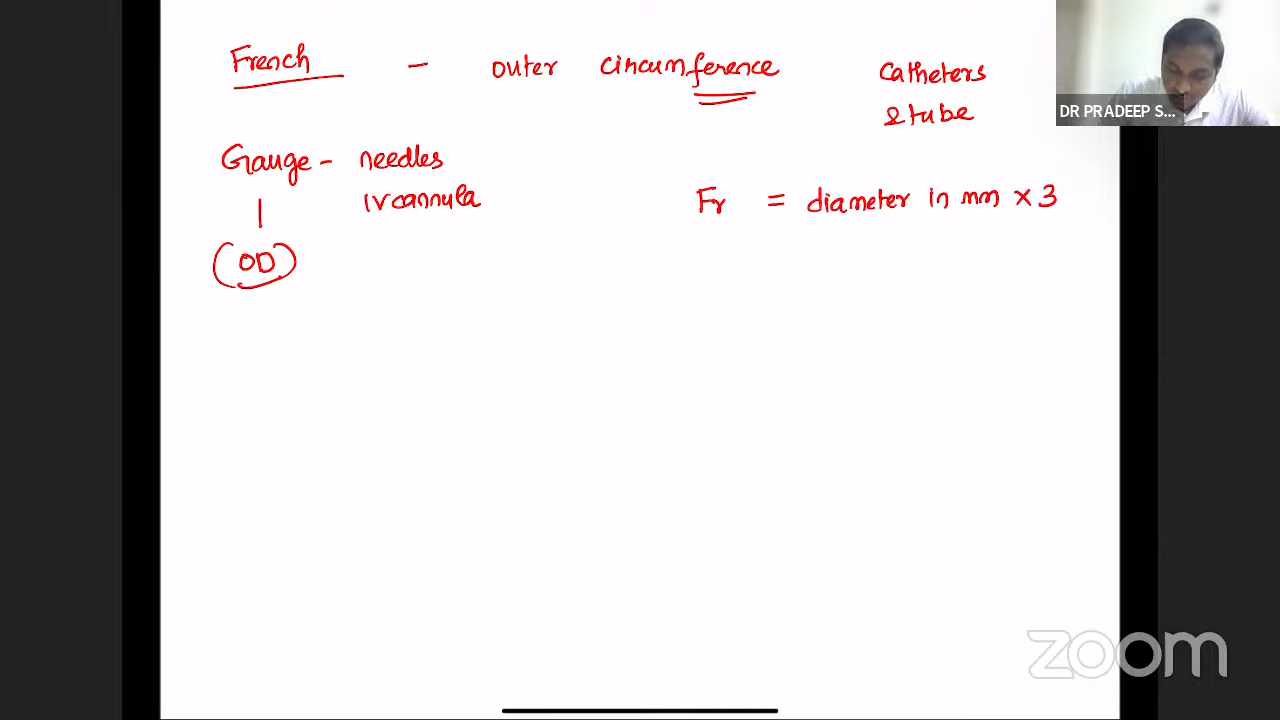 French - outer circumference
Catheters
& tube
Gauge - needles
IV cannula
(OD)
Fr = diameter in mm × 3
DR PRADEEP S...
zoom